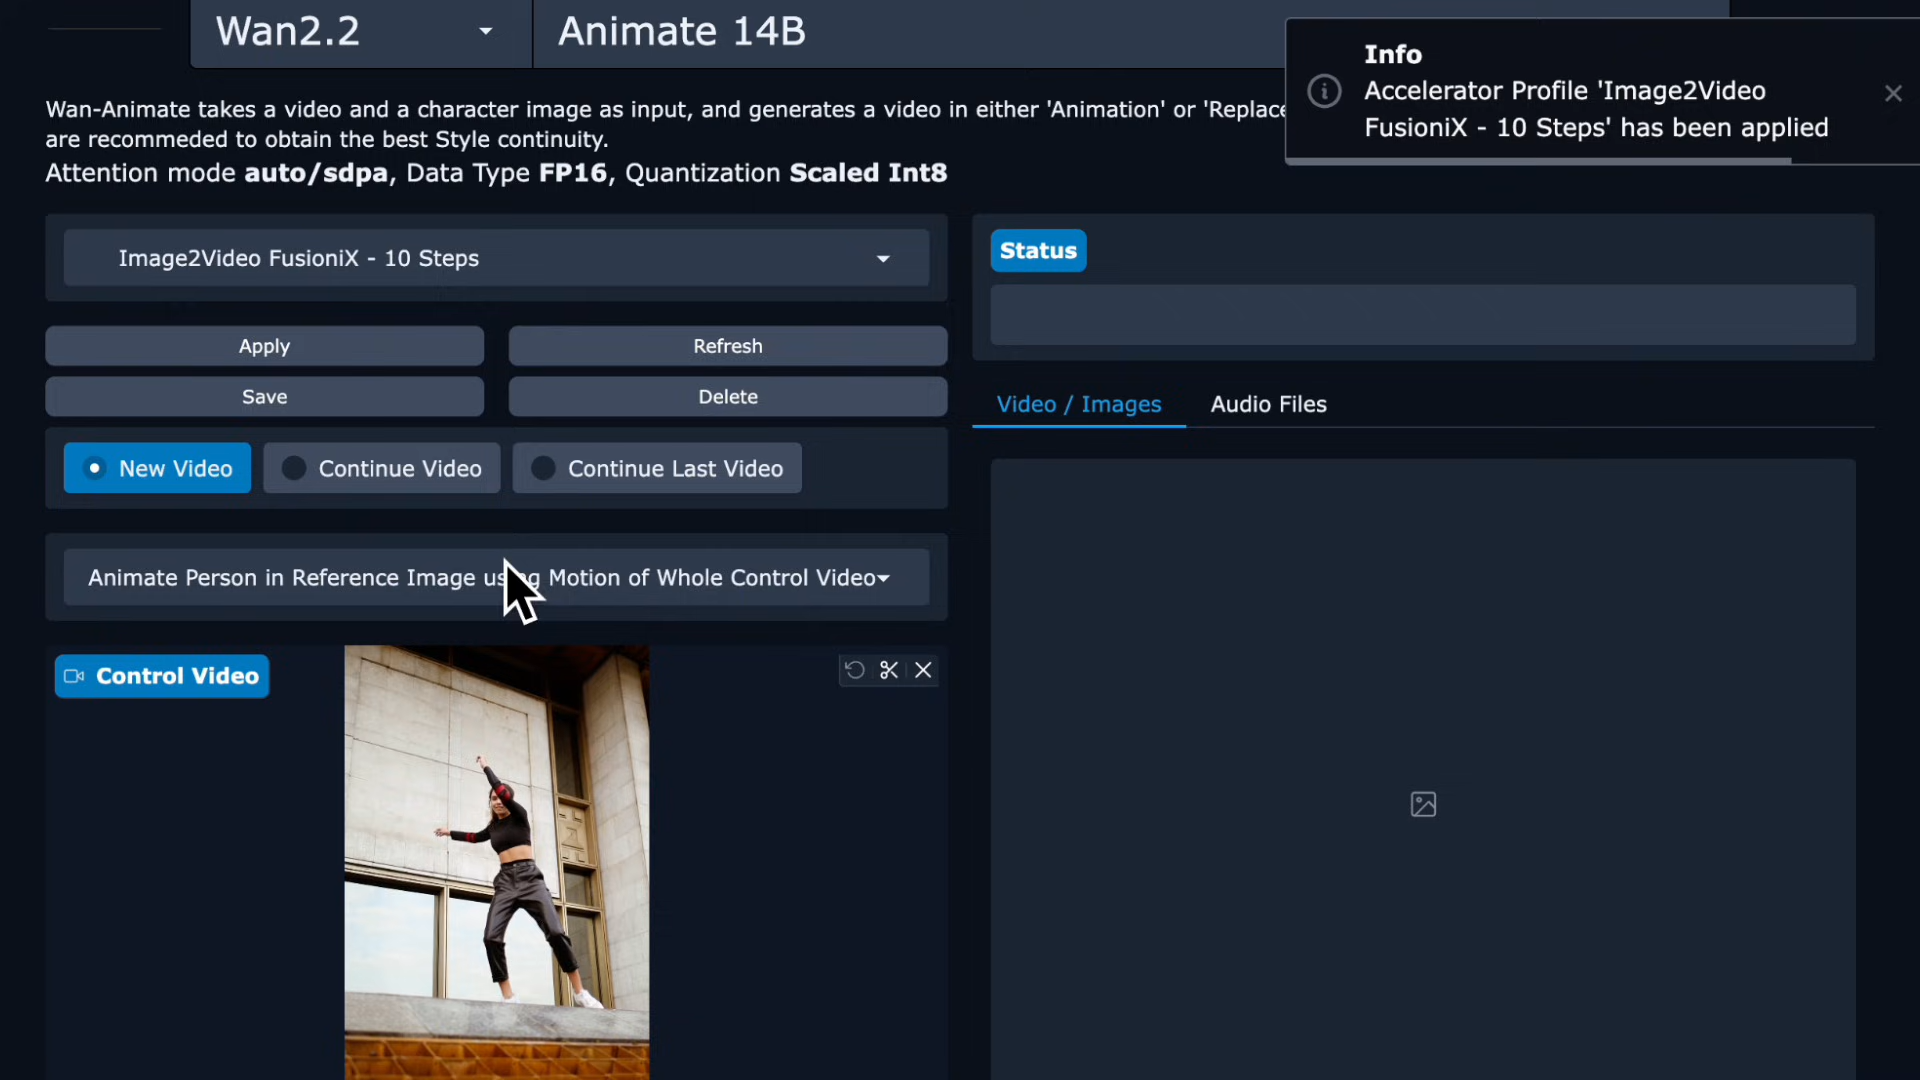 Wan2.2
Animate 14B
Info
Accelerator Profile 'Image2Video
FusioniX - 10 Steps' has been applied
Wan-Animate takes a video and a character image as input, and generates a video in either 'Animation' or 'Replace
are recommeded to obtain the best Style continuity.
Attention mode auto/sdpa, Data Type FP16, Quantization Scaled Int8
Image2Video FusioniX - 10 Steps
Status
Apply
Refresh
Save
Delete
Video / Images
Audio Files
New Video
Continue Video
Continue Last Video
Animate Person in Reference Image using Motion of Whole Control Video
Control Video